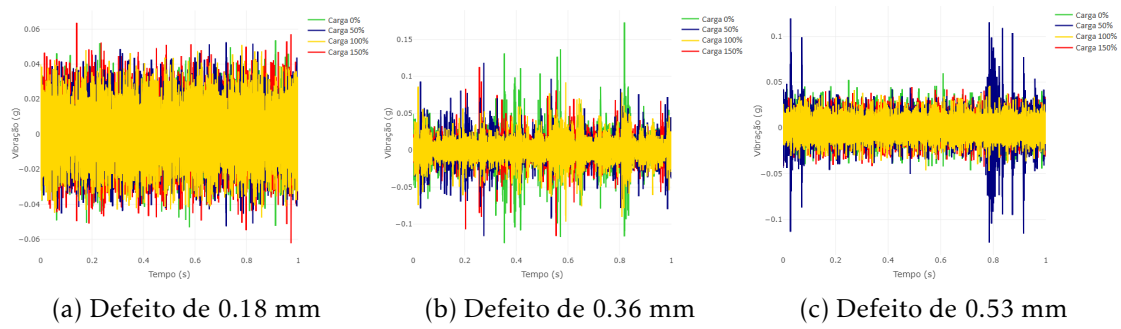 Carga 0%
Carga 50%
Carga 100%
Carga 150%
0.06
0.04
0.02
0
−0.02
−0.04
−0.06
Vibração (g)
0
0.2
0.4
0.6
0.8
1
Tempo (s)
(a) Defeito de 0.18 mm
Carga 0%
Carga 50%
Carga 100%
Carga 150%
0.15
0.1
0.05
0
−0.05
−0.1
Vibração (g)
0
0.2
0.4
0.6
0.8
1
Tempo (s)
(b) Defeito de 0.36 mm
Carga 0%
Carga 50%
Carga 100%
Carga 150%
0.1
0.05
0
−0.05
−0.1
Vibração (g)
0
0.2
0.4
0.6
0.8
1
Tempo (s)
(c) Defeito de 0.53 mm